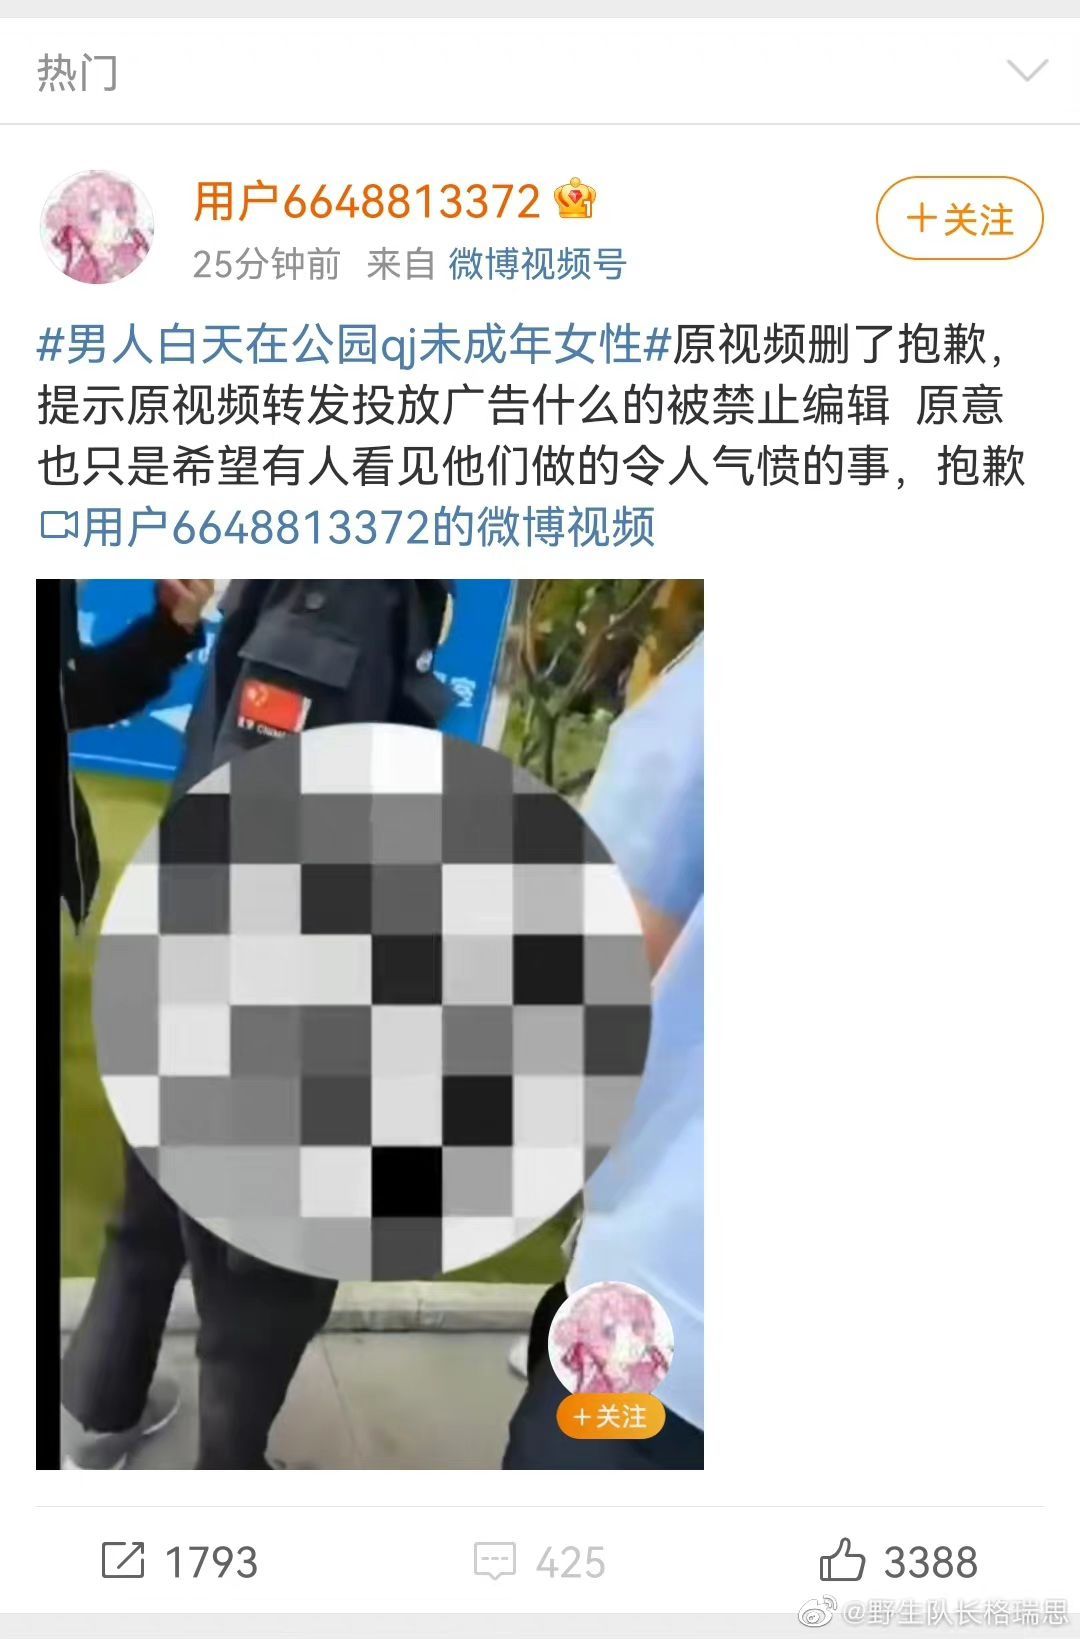 热门
用户6648813372
25分钟前 来自 微博视频号
+关注
#男人白天在公园qj未成年女性#原视频删了抱歉，
提示原视频转发投放广告什么的被禁止编辑 原意
也只是希望有人看见他们做的令人气愤的事，抱歉
用户6648813372的微博视频
+关注
1793
425
3388
@野生队长格瑞思